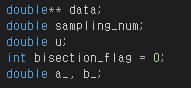 double** data;
double sampling_num;
double u;
int bisection_flag = 0;
double a_, b_;